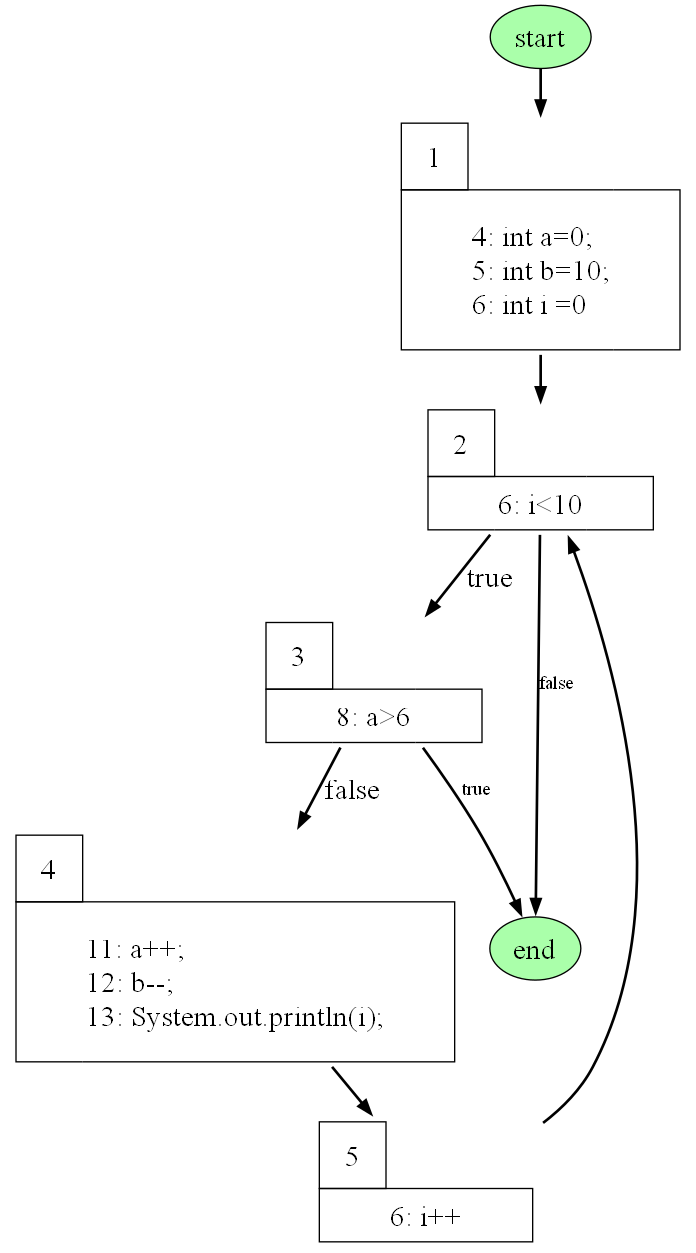 start
1
4: int a=0;
5: int b=10;
6: int i =0
2
6: i<10
true
false
3
8: a>6
false
true
4
11: a++;
12: b--;
13: System.out.println(i);
end
5
6: i++